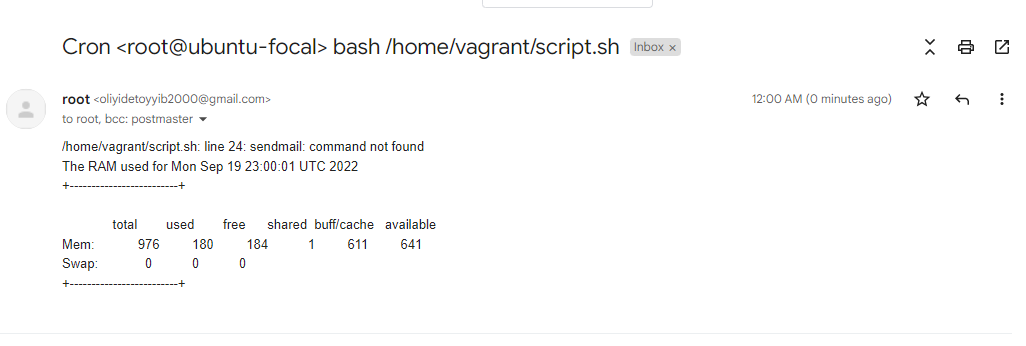 Cron <root@ubuntu-focal> bash /home/vagrant/script.sh Inbox ×
root <oliyidetoyyib2000@gmail.com> 12:00 AM (0 minutes ago)
to root, bcc: postmaster
/home/vagrant/script.sh: line 24: sendmail: command not found
The RAM used for Mon Sep 19 23:00:01 UTC 2022
+-------------------------+
total used free shared buff/cache available
Mem: 976 180 184 1 611 641
Swap: 0 0 0
+-------------------------+